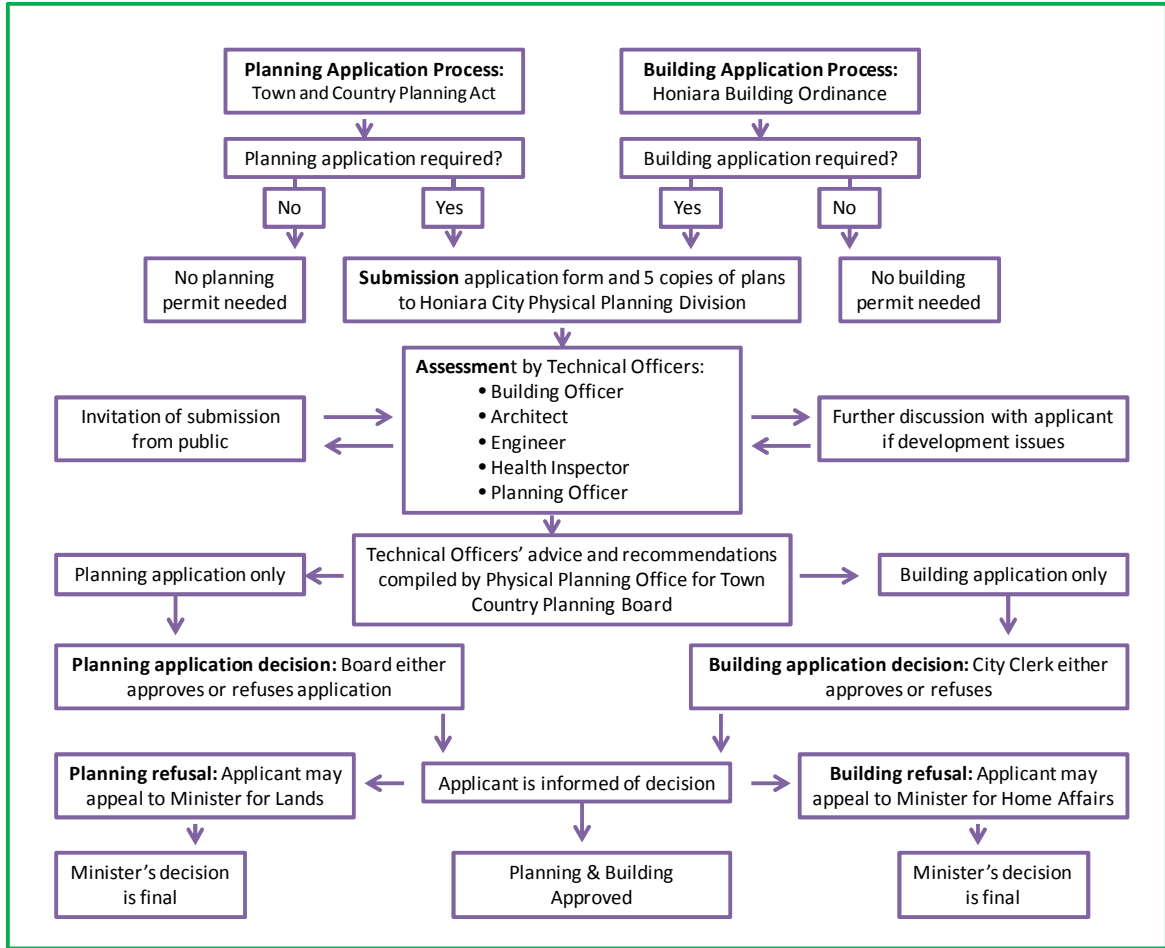 Planning Application Process:
Town and Country Planning Act
Building Application Process:
Honiara Building Ordinance
Planning application required?
Building application required?
No
Yes
Yes
No
No planning
permit needed
Submission application form and 5 copies of plans
to Honiara City Physical Planning Division
No building
permit needed
Assessment by Technical Officers:
• Building Officer
• Architect
• Engineer
• Health Inspector
• Planning Officer
Invitation of submission
from public
Further discussion with applicant
if development issues
Technical Officers’ advice and recommendations
compiled by Physical Planning Office for Town
Country Planning Board
Planning application only
Building application only
Planning application decision: Board either
approves or refuses application
Building application decision: City Clerk either
approves or refuses
Planning refusal: Applicant may
appeal to Minister for Lands
Applicant is informed of decision
Building refusal: Applicant may
appeal to Minister for Home Affairs
Minister’s decision
is final
Planning & Building
Approved
Minister’s decision
is final